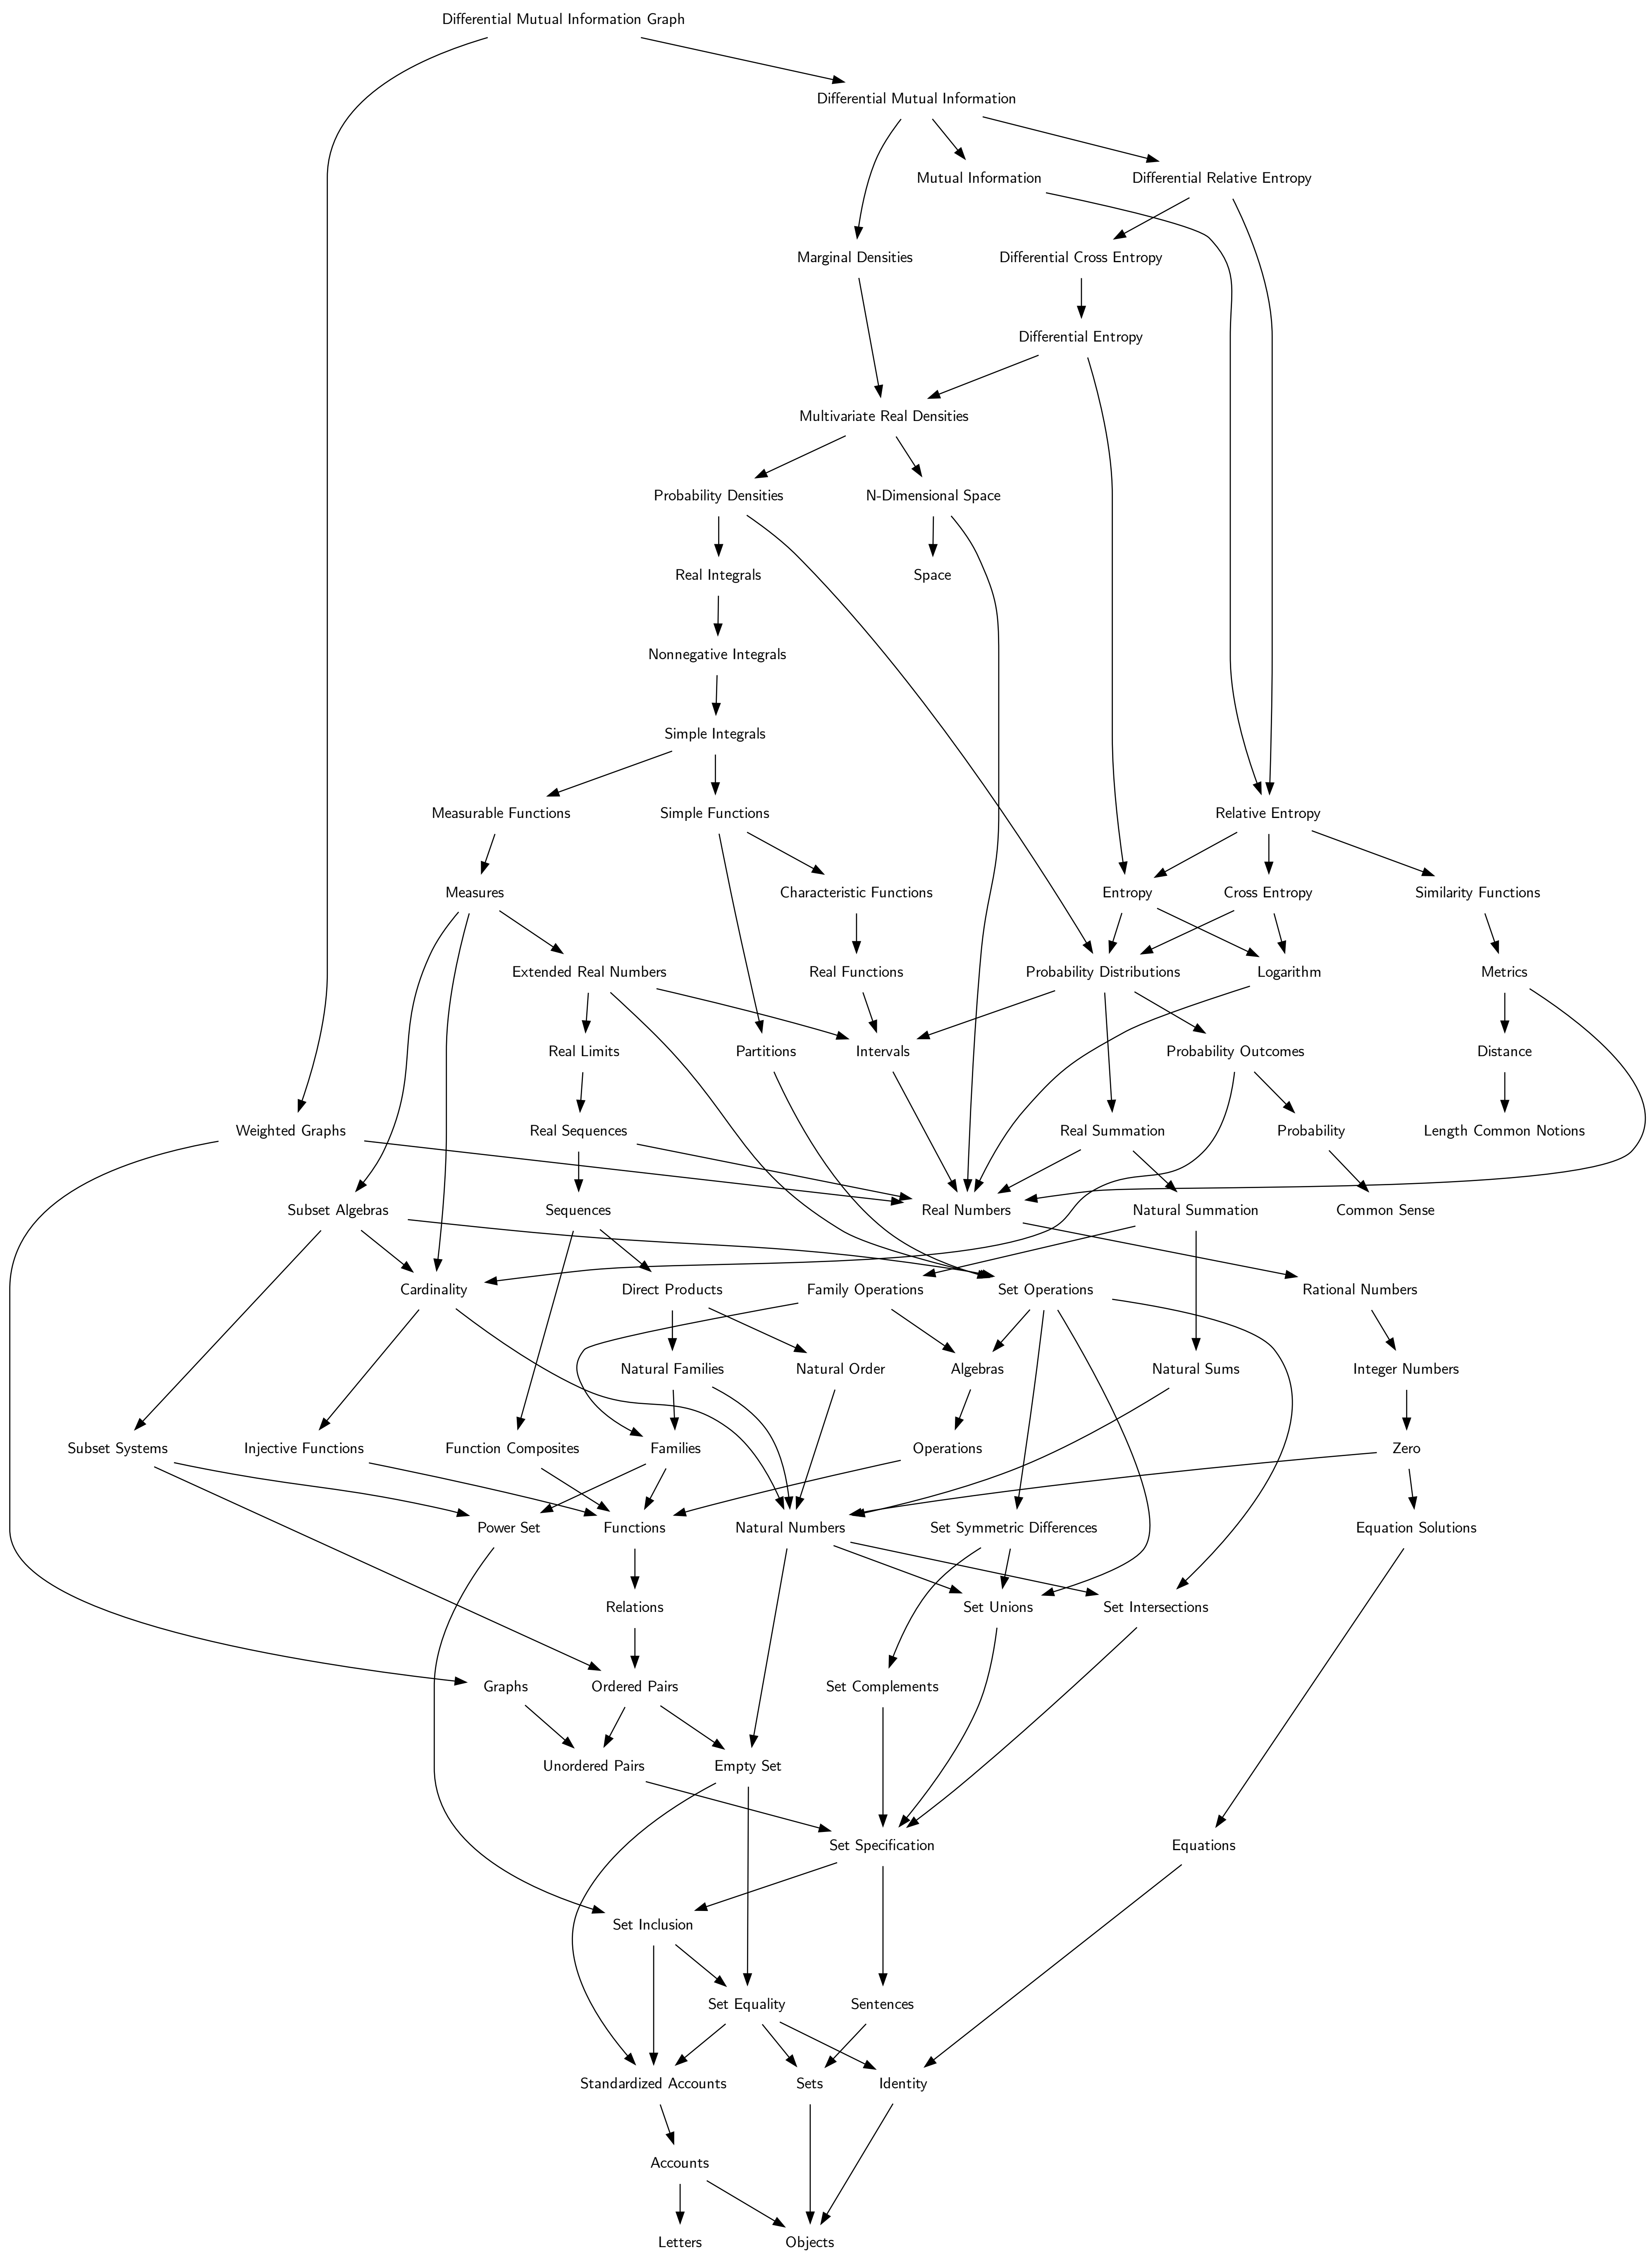 Differential Mutual Information Graph
Differential Mutual Information
Mutual Information
Differential Relative Entropy
Marginal Densities
Differential Cross Entropy
Differential Entropy
Multivariate Real Densities
Probability Densities
N-Dimensional Space
Real Integrals
Space
Nonnegative Integrals
Simple Integrals
Measurable Functions
Simple Functions
Relative Entropy
Measures
Characteristic Functions
Entropy
Cross Entropy
Similarity Functions
Extended Real Numbers
Real Functions
Probability Distributions
Logarithm
Metrics
Real Limits
Partitions
Intervals
Probability Outcomes
Distance
Weighted Graphs
Real Sequences
Real Summation
Probability
Length Common Notions
Subset Algebras
Sequences
Real Numbers
Natural Summation
Common Sense
Cardinality
Direct Products
Family Operations
Set Operations
Rational Numbers
Natural Families
Natural Order
Algebras
Natural Sums
Integer Numbers
Subset Systems
Injective Functions
Function Composites
Families
Operations
Zero
Power Set
Functions
Natural Numbers
Set Symmetric Differences
Equation Solutions
Relations
Set Unions
Set Intersections
Graphs
Ordered Pairs
Set Complements
Unordered Pairs
Empty Set
Set Specification
Equations
Set Inclusion
Set Equality
Sentences
Standardized Accounts
Sets
Identity
Accounts
Letters
Objects